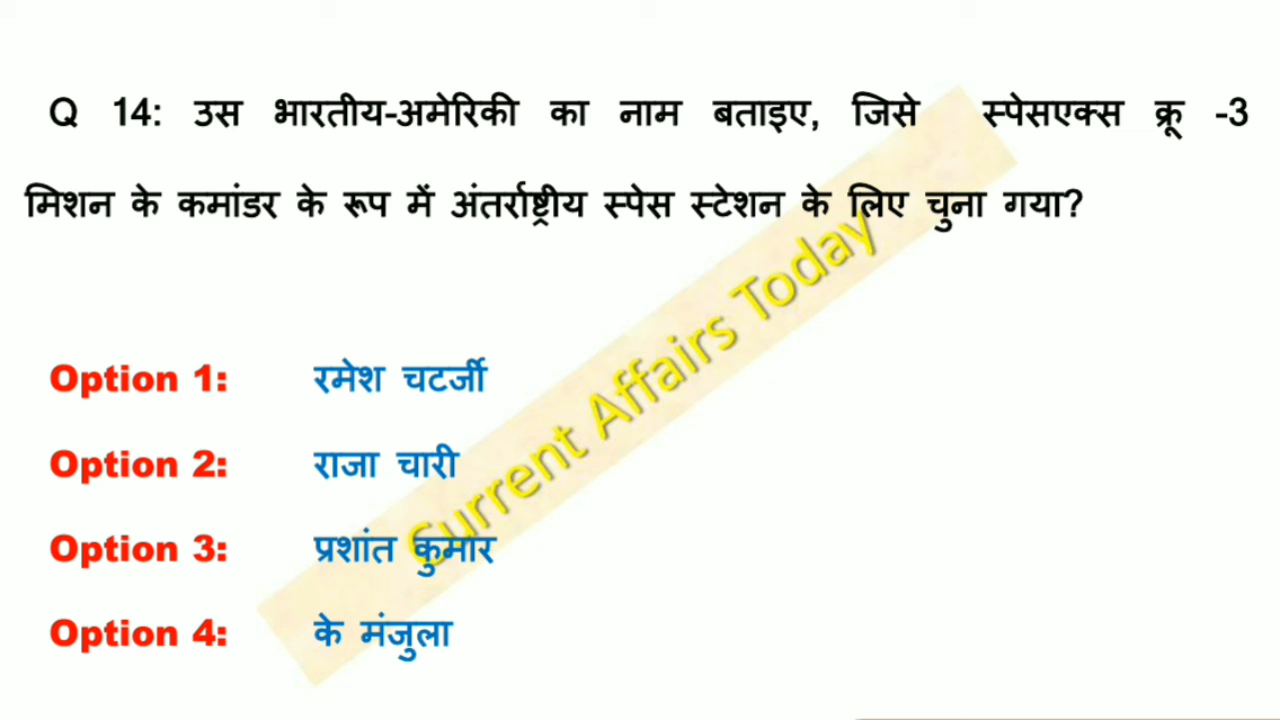 Q 14: उस भारतीय-अमेरिकी का नाम बताइए, जिसे स्पेसएक्स क्रू -3
मिशन के कमांडर के रूप में अंतर्राष्ट्रीय स्पेस स्टेशन के लिए चुना गया?
Option 1: रमेश चटर्जी
Option 2: राजा चारी
Option 3: प्रशांत कुमार
Option 4: के मंजुला
Current Affairs Today